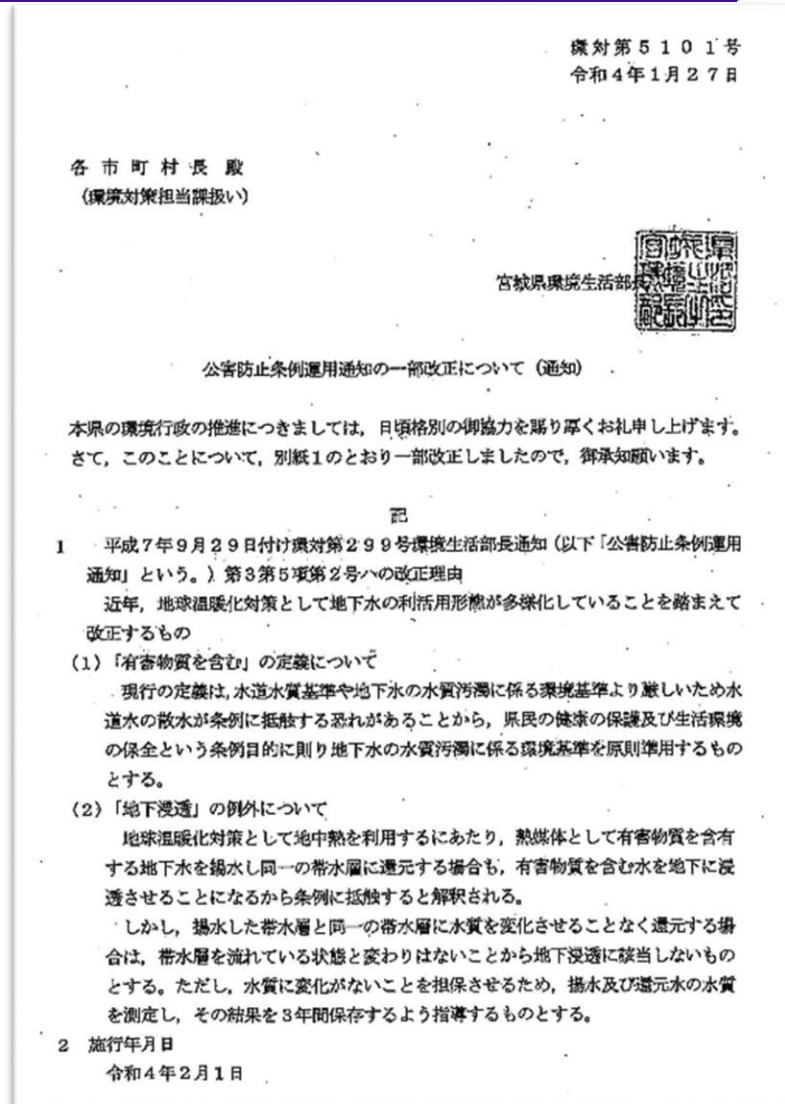 環対第5101号
令和4年1月27日
各市町村長殿
(環境対策担当課扱い)
宮城県環境生活部長
公害防止条例運用通知の一部改正について(通知)
本県の環境行政の推進につきましては,日頃格別の御協力を賜り厚くお礼申し上げます。
さて,このことについて,別紙1のとおり一部改正しましたので,御承知願います。
記
1 平成7年9月29日付け環対第299号環境生活部長通知(以下「公害防止条例運用
通知」という。)第3第5項第2号ハの改正理由
近年,地球温暖化対策として地下水の利活用形態が多様化していることを踏まえて
改正するもの
(1)「有害物質を含む」の定義について
現行の定義は,水道水質基準や地下水の水質汚濁に係る環境基準より厳しいため水
道水の散水が条例に抵触する恐れがあることから,県民の健康の保護及び生活環境
の保全という条例目的に則り地下水の水質汚濁に係る環境基準を原則準用するもの
とする。
(2)「地下浸透」の例外について
地球温暖化対策として地中熱を利用するにあたり,熱媒体として有害物質を含有
する地下水を揚水し同一の帯水層に還元する場合も,有害物質を含む水を地下に浸
透させることになるから条例に抵触すると解釈される。
しかし,揚水した帯水層と同一の帯水層に水質を変化させることなく還元する場
合は,帯水層を流れている状態と変わりはないことから地下浸透に該当しないもの
とする。ただし,水質に変化がないことを担保させるため,揚水及び還元水の水質
を測定し,その結果を3年間保存するよう指導するものとする。
2 施行年月日
令和4年2月1日